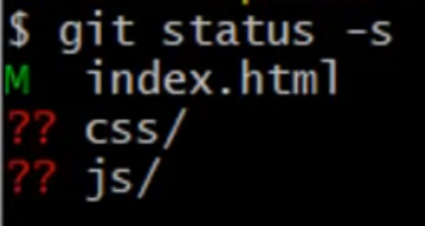 $ git status -s
M  index.html
?? css/
?? js/